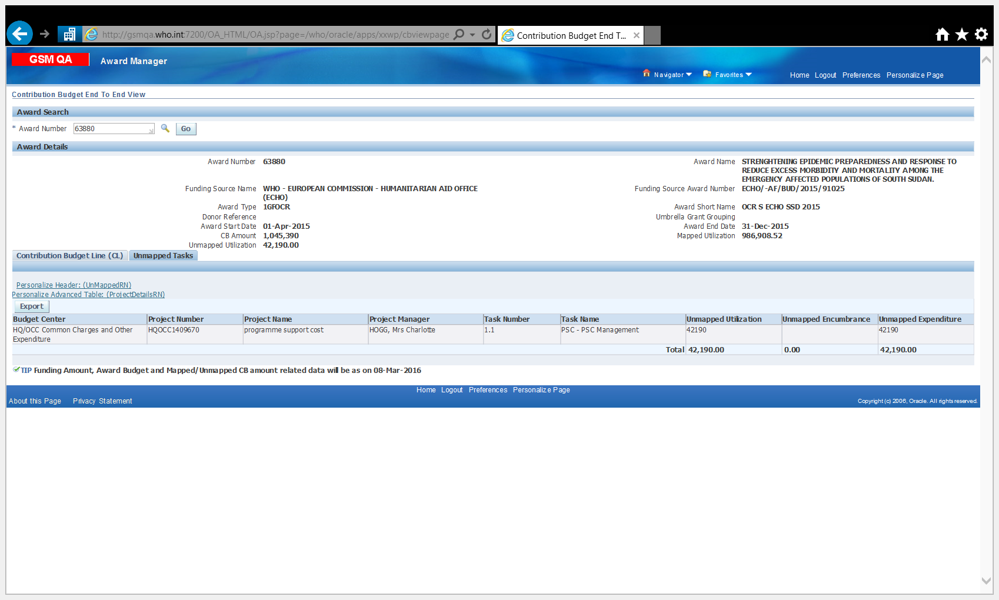 http://gsmqa.who.int:7200/OA_HTML/OA.jsp?page=/who/oracle/apps/xxwp/cbviewpage
Contribution Budget End T...
GSM QA
Award Manager
Navigator
Favorites
Home Logout Preferences Personalize Page
Contribution Budget End To End View
Award Search
* Award Number 63880 Go
Award Details
Award Number 63880
Award Name STRENGHTENING EPIDEMIC PREPAREDNESS AND RESPONSE TO
REDUCE EXCESS MORBIDITY AND MORTALITY AMONG THE
EMERGENCY AFFECTED POPULATIONS OF SOUTH SUDAN.
Funding Source Name WHO - EUROPEAN COMMISSION - HUMANITARIAN AID OFFICE
(ECHO)
Funding Source Award Number ECHO/-AF/BUD/2015/91025
Award Type 1GFOCR
Award Short Name OCR S ECHO SSD 2015
Donor Reference
Umbrella Grant Grouping
Award Start Date 01-Apr-2015
Award End Date 31-Dec-2015
CB Amount 1,045,390
Mapped Utilization 986,908.52
Unmapped Utilization 42,190.00
Contribution Budget Line (CL) Unmapped Tasks
Personalize Header: (UnMappedRN)
Personalize Advanced Table: (ProjectDetailsRN)
Export
Budget Center Project Number Project Name Project Manager Task Number Task Name Unmapped Utilization Unmapped Encumbrance Unmapped Expenditure
HQ/OCC Common Charges and Other HQOCC1409670 programme support cost HOGG, Mrs Charlotte 1.1 PSC - PSC Management 42190 42190
Expenditure
Total 42,190.00 0.00 42,190.00
TIP Funding Amount, Award Budget and Mapped/Unmapped CB amount related data will be as on 08-Mar-2016
Home Logout Preferences Personalize Page
About this Page Privacy Statement
Copyright (c) 2006, Oracle. All rights reserved.